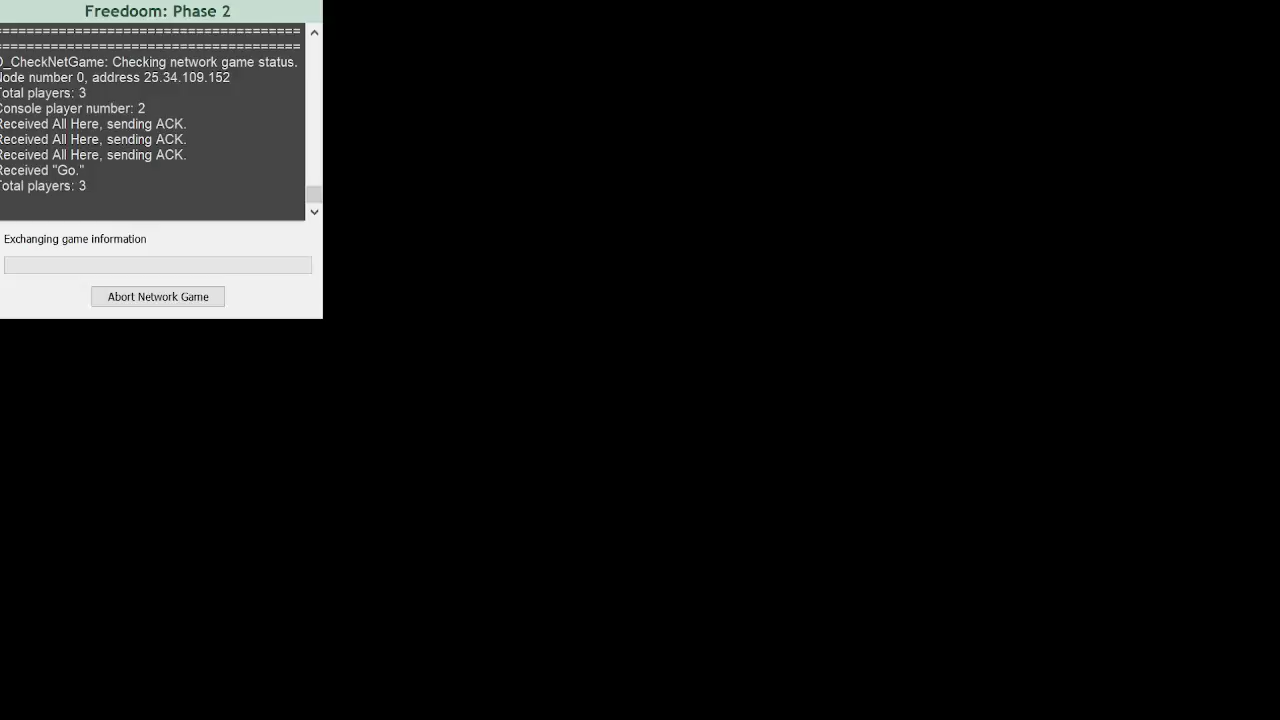 Freedoom: Phase 2
===================================
===================================
D_CheckNetGame: Checking network game status.
Node number 0, address 25.34.109.152
Total players: 3
Console player number: 2
Received All Here, sending ACK.
Received All Here, sending ACK.
Received All Here, sending ACK.
Received "Go."
Total players: 3
Exchanging game information
Abort Network Game